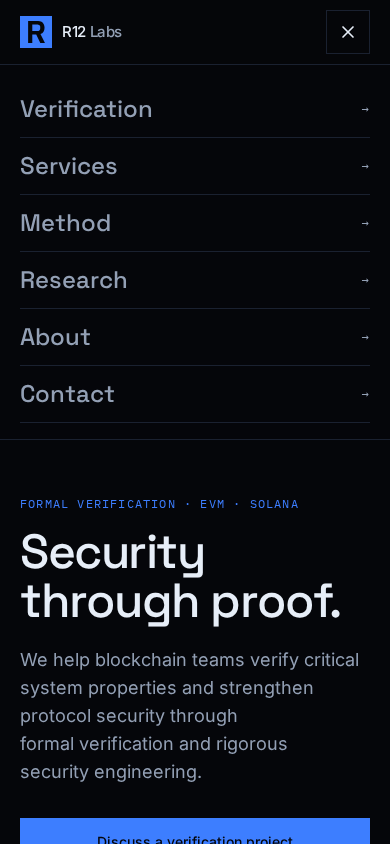 R R12 Labs
Verification →
Services →
Method →
Research →
About →
Contact →
FORMAL VERIFICATION · EVM · SOLANA
Security
through proof.
We help blockchain teams verify critical
system properties and strengthen
protocol security through
formal verification and rigorous
security engineering.
Discuss a verification project